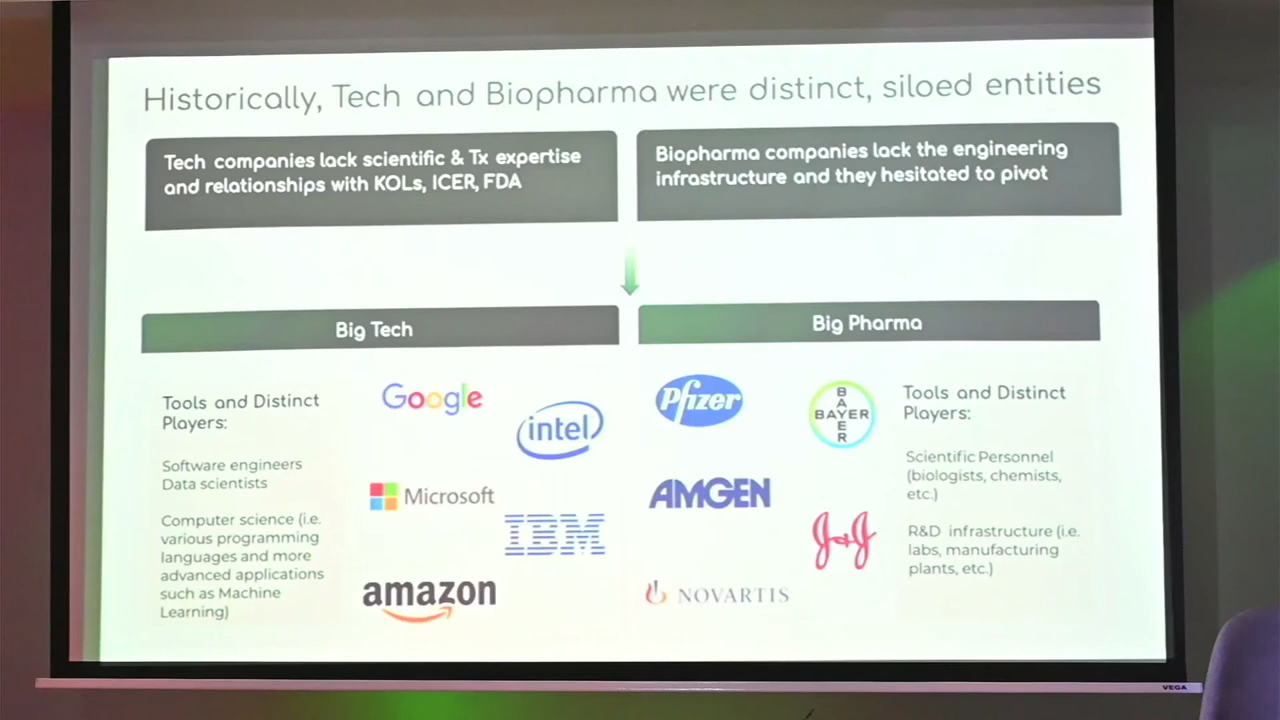 Historically, Tech and Biopharma were distinct, siloed entities
Tech companies lack scientific & Tx expertise
and relationships with KOLs, ICER, FDA
Biopharma companies lack the engineering
infrastructure and they hesitated to pivot
Big Tech
Big Pharma
Tools and Distinct
Players:
Software engineers
Data scientists
Computer science (i.e.
various programming
languages and more
advanced applications
such as Machine
Learning)
Google
intel
Microsoft
IBM
amazon
Pfizer
BAYER
BAYER
AMGEN
J&J
NOVARTIS
Tools and Distinct
Players:
Scientific Personnel
(biologists, chemists,
etc.)
R&D infrastructure (i.e.
labs, manufacturing
plants, etc.)
VEGA